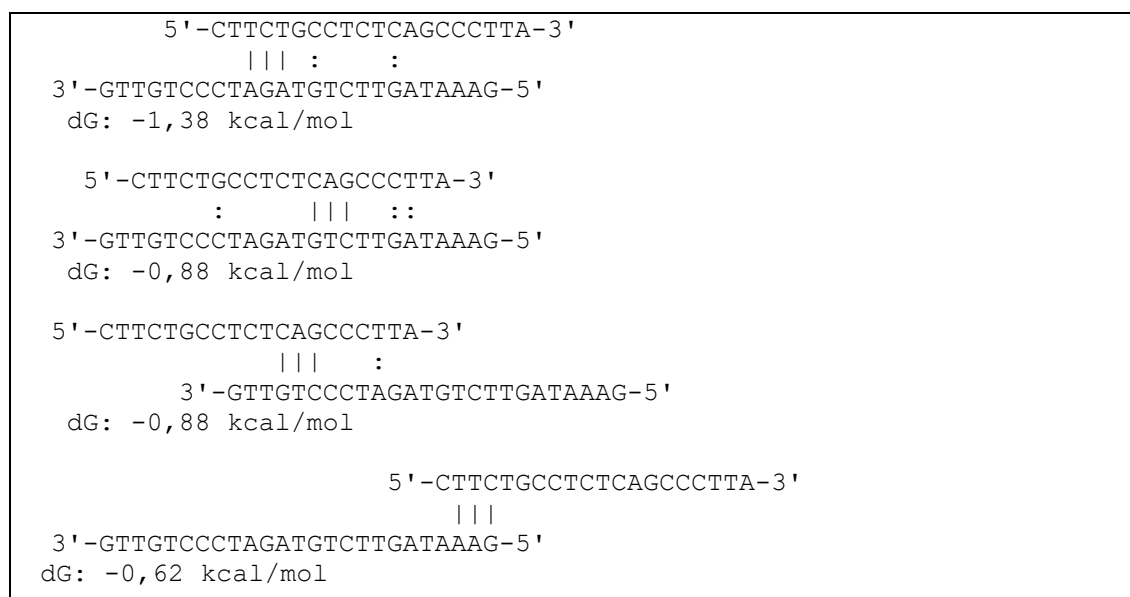 5'-CTTCTGCCTCTCAGCCCTTA-3'
||| :    :
3'-GTTGTCCCTAGATGTCTTGATAAAG-5'
dG: -1,38 kcal/mol
5'-CTTCTGCCTCTCAGCCCTTA-3'
:     |||  ::
3'-GTTGTCCCTAGATGTCTTGATAAAG-5'
dG: -0,88 kcal/mol
5'-CTTCTGCCTCTCAGCCCTTA-3'
|||   :
3'-GTTGTCCCTAGATGTCTTGATAAAG-5'
dG: -0,88 kcal/mol
5'-CTTCTGCCTCTCAGCCCTTA-3'
|||
3'-GTTGTCCCTAGATGTCTTGATAAAG-5'
dG: -0,62 kcal/mol